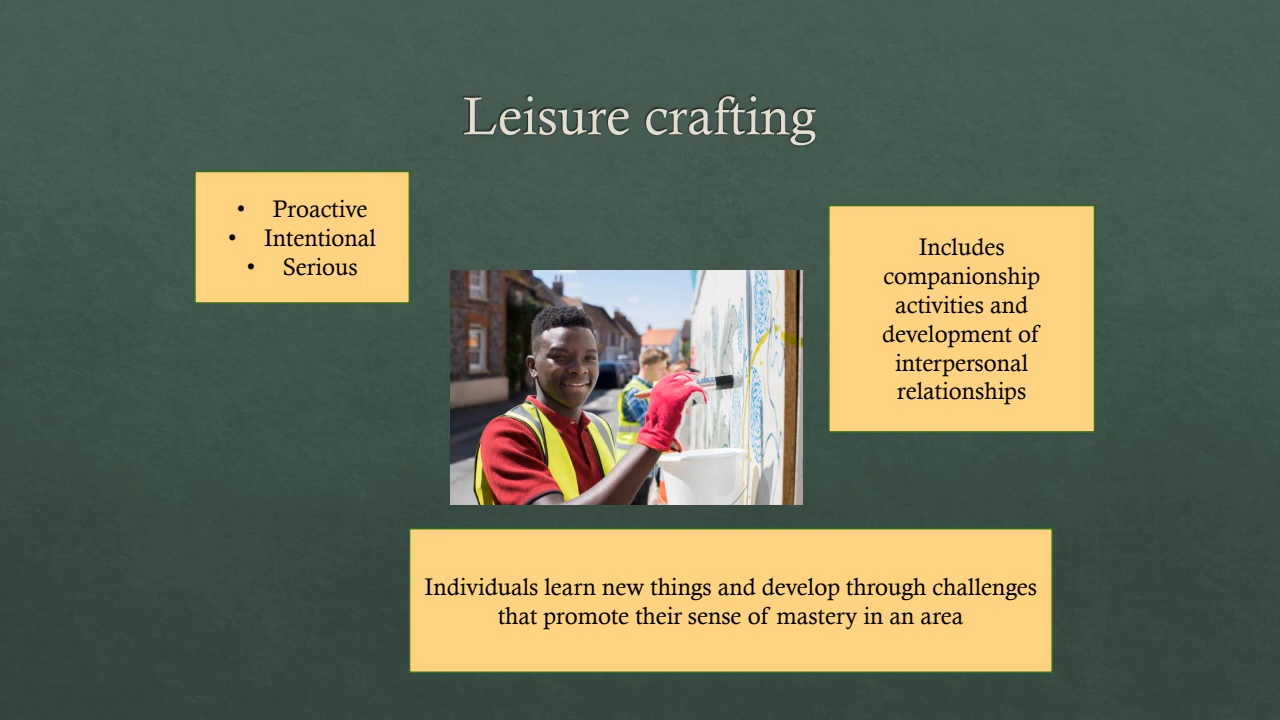 Leisure crafting
• Proactive
• Intentional
• Serious
Includes
companionship
activities and
development of
interpersonal
relationships
Individuals learn new things and develop through challenges
that promote their sense of mastery in an area